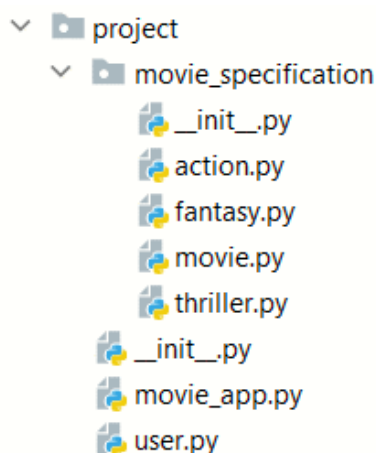 project
movie_specification
__init__.py
action.py
fantasy.py
movie.py
thriller.py
__init__.py
movie_app.py
user.py